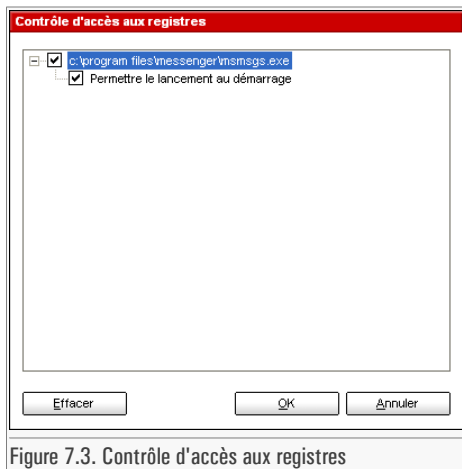 Contrôle d'accès aux registres
c:\program files\messenger\msmsgs.exe
Permettre le lancement au démarrage
Effacer
OK
Annuler
Figure 7.3. Contrôle d'accès aux registres